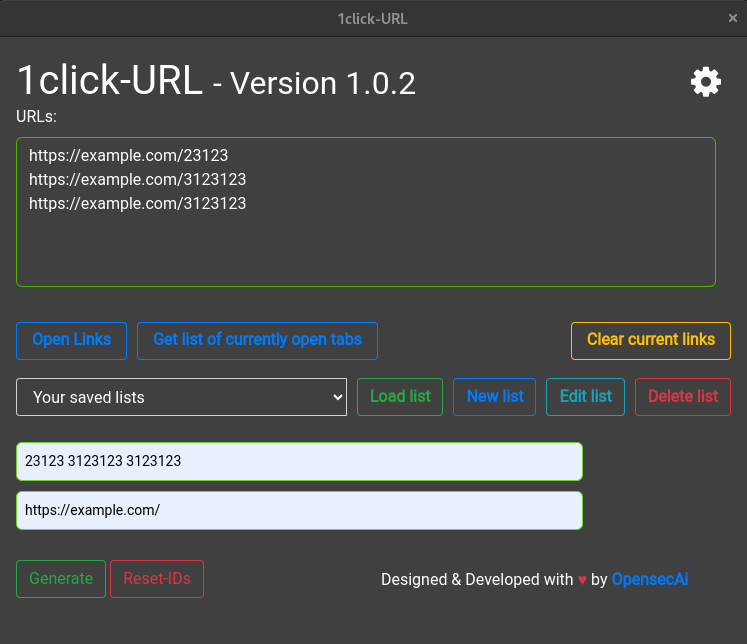 1click-URL
1click-URL - Version 1.0.2
URLs:
https://example.com/23123
https://example.com/3123123
https://example.com/3123123
Open Links Get list of currently open tabs Clear current links
Your saved lists Load list New list Edit list Delete list
23123 3123123 3123123
https://example.com/
Generate Reset-IDs Designed & Developed with ♥ by OpensecAi